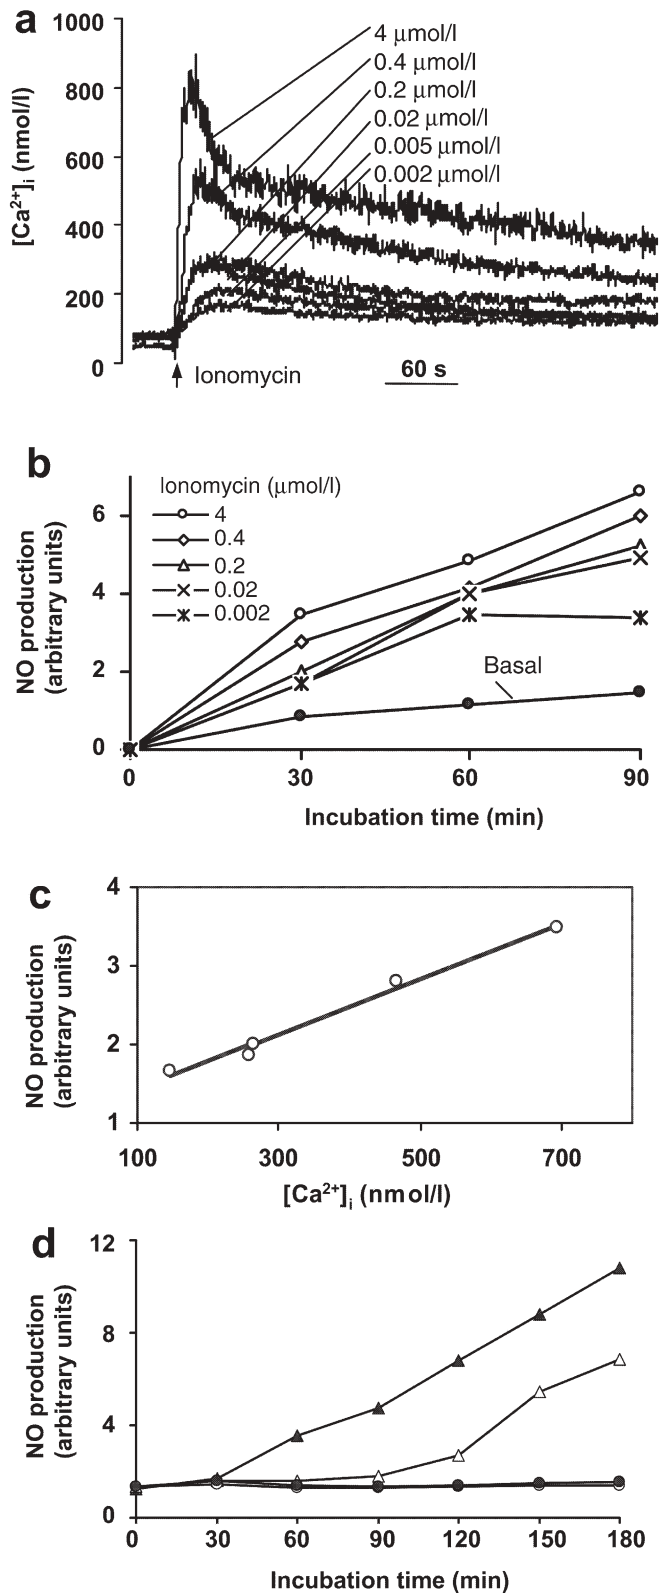 a
[Ca²⁺]ᵢ (nmol/l)
1000
800
600
400
200
0
4 μmol/l
0.4 μmol/l
0.2 μmol/l
0.02 μmol/l
0.005 μmol/l
0.002 μmol/l
Ionomycin
60 s
b
NO production
(arbitrary units)
6
4
2
0
Ionomycin (μmol/l)
4
0.4
0.2
0.02
0.002
Basal
0 30 60 90
Incubation time (min)
c
NO production
(arbitrary units)
4
3
2
1
100 300 500 700
[Ca²⁺]ᵢ (nmol/l)
d
NO production
(arbitrary units)
12
8
4
0
0 30 60 90 120 150 180
Incubation time (min)